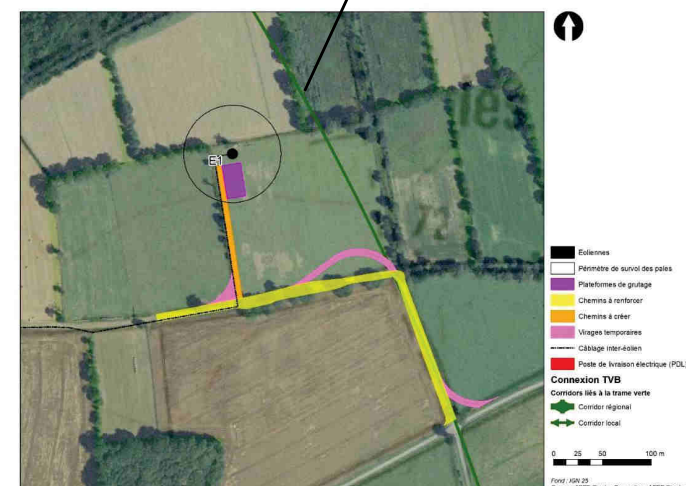 E1
Eoliennes
Périmètre de survol des pales
Plateformes de grutage
Chemins à renforcer
Chemins à créer
Virages temporaires
Câblage inter-éolien
Poste de livraison électrique (PDL)
Connexion TVB
Corridors liés à la trame verte
Corridor régional
Corridor local
0 25 50 100 m
Fond : IGN 25